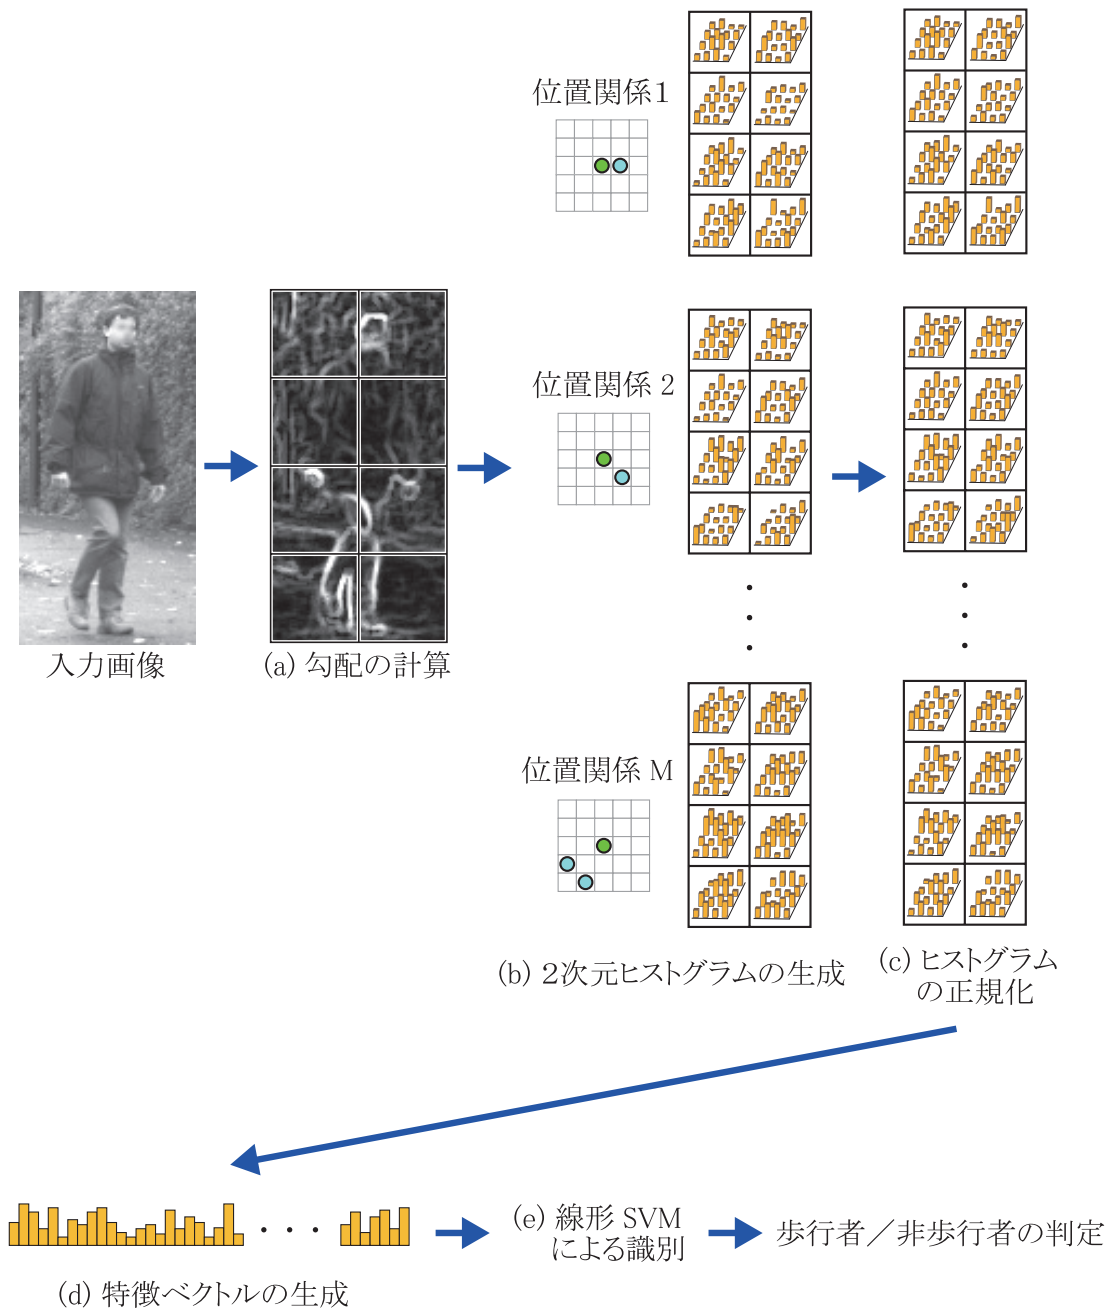 位置関係1
位置関係 2
入力画像
(a) 勾配の計算
位置関係 M
(b) 2次元ヒストグラムの生成
(c) ヒストグラム
の正規化
(d) 特徴ベクトルの生成
(e) 線形 SVM
による識別
歩行者／非歩行者の判定